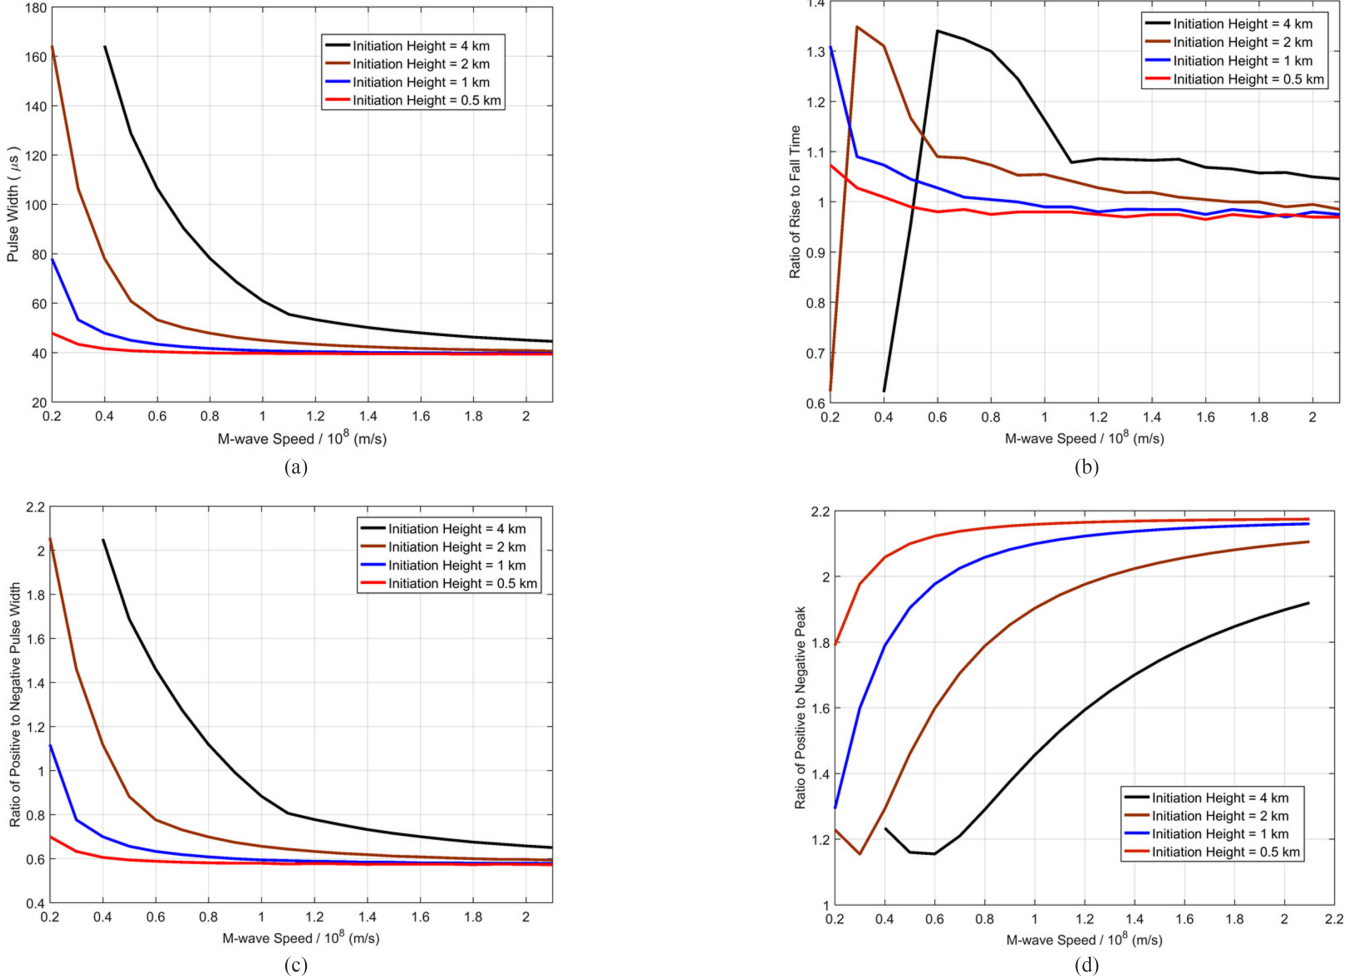 180
160
140
120
100
80
60
40
20
Pulse Width ( μs )
Initiation Height = 4 km
Initiation Height = 2 km
Initiation Height = 1 km
Initiation Height = 0.5 km
0.2 0.4 0.6 0.8 1 1.2 1.4 1.6 1.8 2
M-wave Speed / 10⁸ (m/s)
(a)
1.4
1.3
1.2
1.1
1
0.9
0.8
0.7
0.6
Ratio of Rise to Fall Time
Initiation Height = 4 km
Initiation Height = 2 km
Initiation Height = 1 km
Initiation Height = 0.5 km
0.2 0.4 0.6 0.8 1 1.2 1.4 1.6 1.8 2
M-wave Speed / 10⁸ (m/s)
(b)
2.2
2
1.8
1.6
1.4
1.2
1
0.8
0.6
0.4
Ratio of Positive to Negative Pulse Width
Initiation Height = 4 km
Initiation Height = 2 km
Initiation Height = 1 km
Initiation Height = 0.5 km
0.2 0.4 0.6 0.8 1 1.2 1.4 1.6 1.8 2
M-wave Speed / 10⁸ (m/s)
(c)
2.2
2
1.8
1.6
1.4
1.2
1
Ratio of Positive to Negative Peak
Initiation Height = 4 km
Initiation Height = 2 km
Initiation Height = 1 km
Initiation Height = 0.5 km
0.2 0.4 0.6 0.8 1 1.2 1.4 1.6 1.8 2 2.2
M-wave Speed / 10⁸ (m/s)
(d)